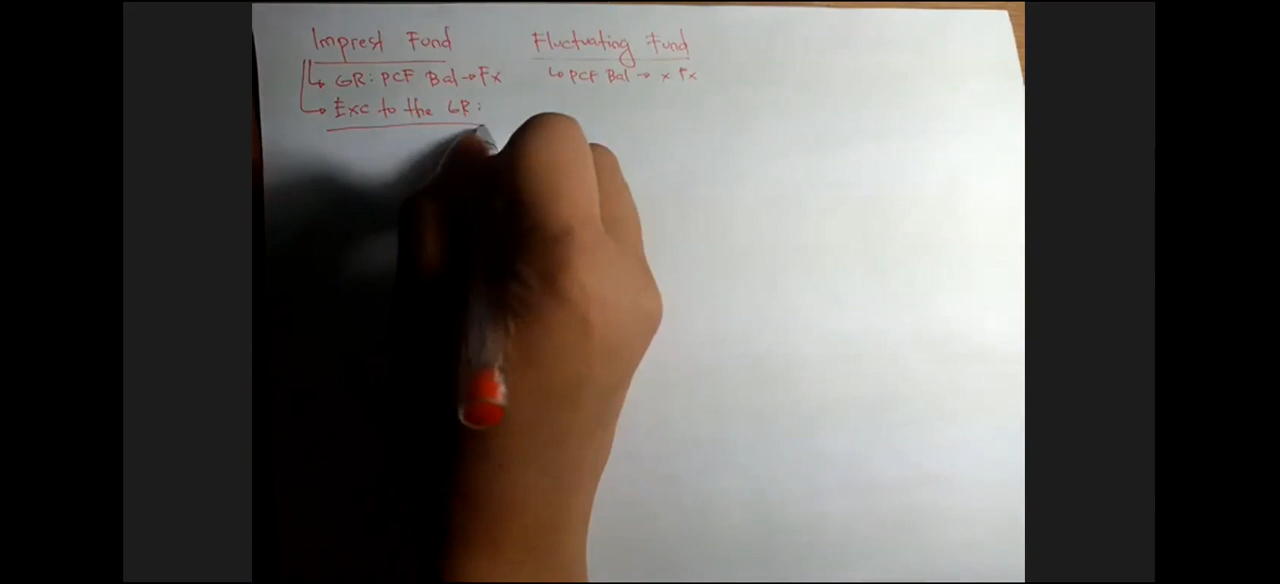 Imprest Fund
GR: PCF Bal → Fx
Exc to the GR:
Fluctuating Fund
PCF Bal → x Fx